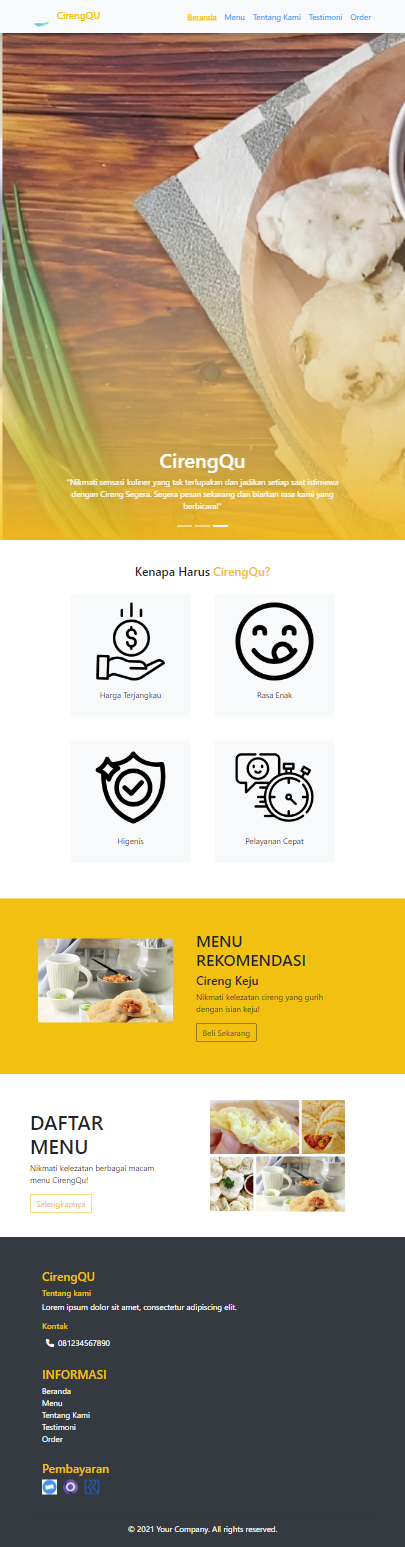 CirengQU
Beranda Menu Tentang Kami Testimoni Order
CirengQu
"Nikmati sensasi kuliner yang tak terlupakan dan jadikan setiap saat istimewa
dengan Cireng Segera. Segera pesan sekarang dan biarkan rasa kami yang
berbicara!"
Kenapa Harus CirengQu?
Harga Terjangkau
Rasa Enak
Higenis
Pelayanan Cepat
MENU
REKOMENDASI
Cireng Keju
Nikmati kelezatan cireng yang gurih
dengan isian keju!
Beli Sekarang
DAFTAR
MENU
Nikmati kelezatan berbagai macam
menu CirengQu!
Selengkapnya
CirengQU
Tentang kami
Lorem ipsum dolor sit amet, consectetur adipiscing elit.
Kontak
081234567890
INFORMASI
Beranda
Menu
Tentang Kami
Testimoni
Order
Pembayaran
© 2021 Your Company. All rights reserved.